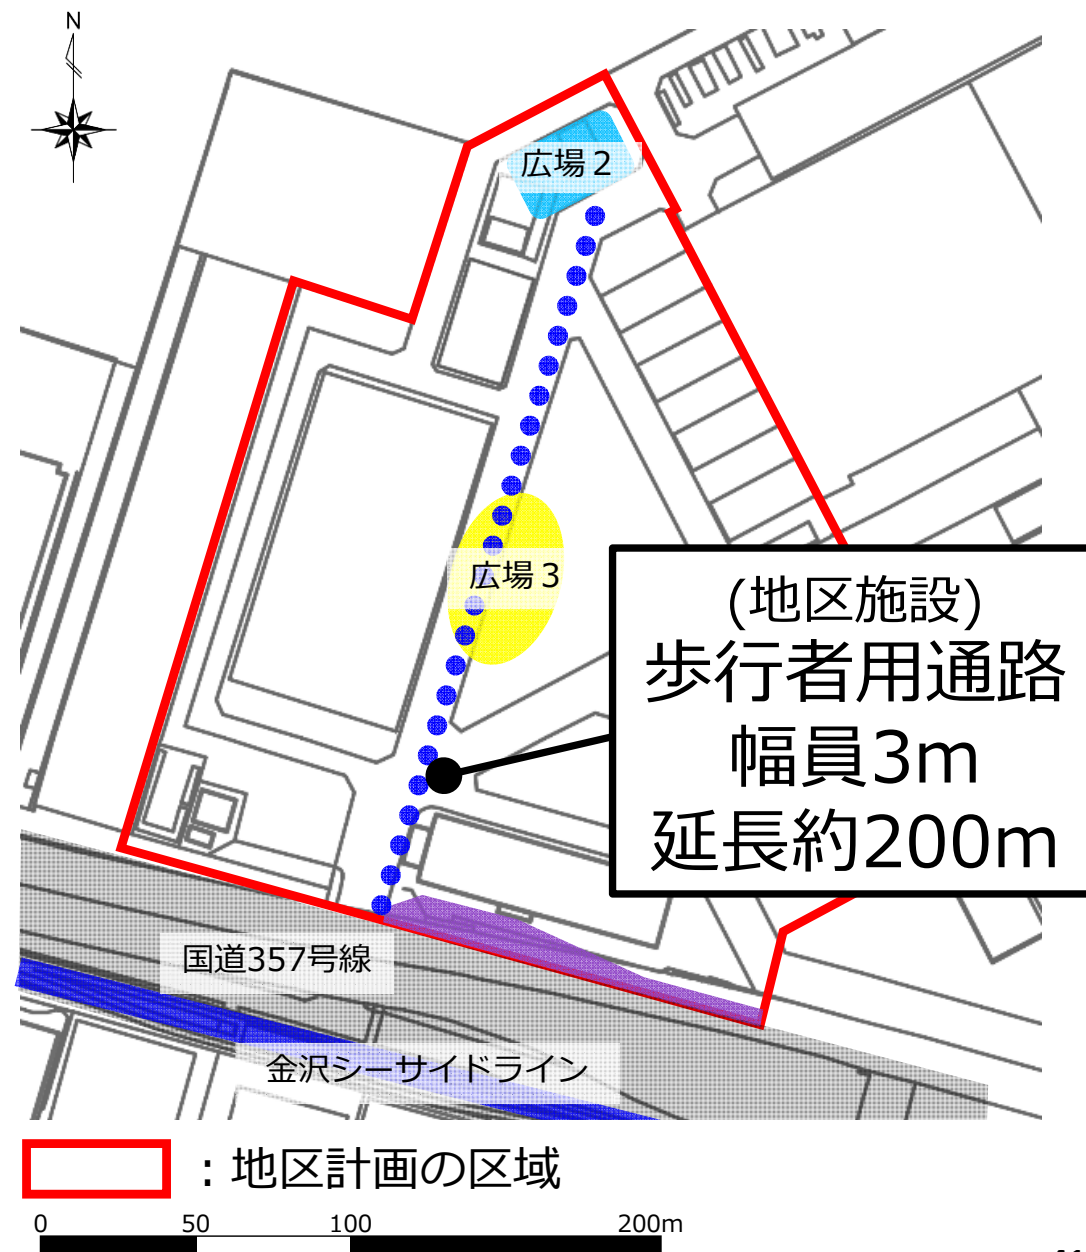 N
広場２
広場３
(地区施設)
歩行者用通路
幅員3m
延長約200m
国道357号線
金沢シーサイドライン
：地区計画の区域
0 50 100 200m